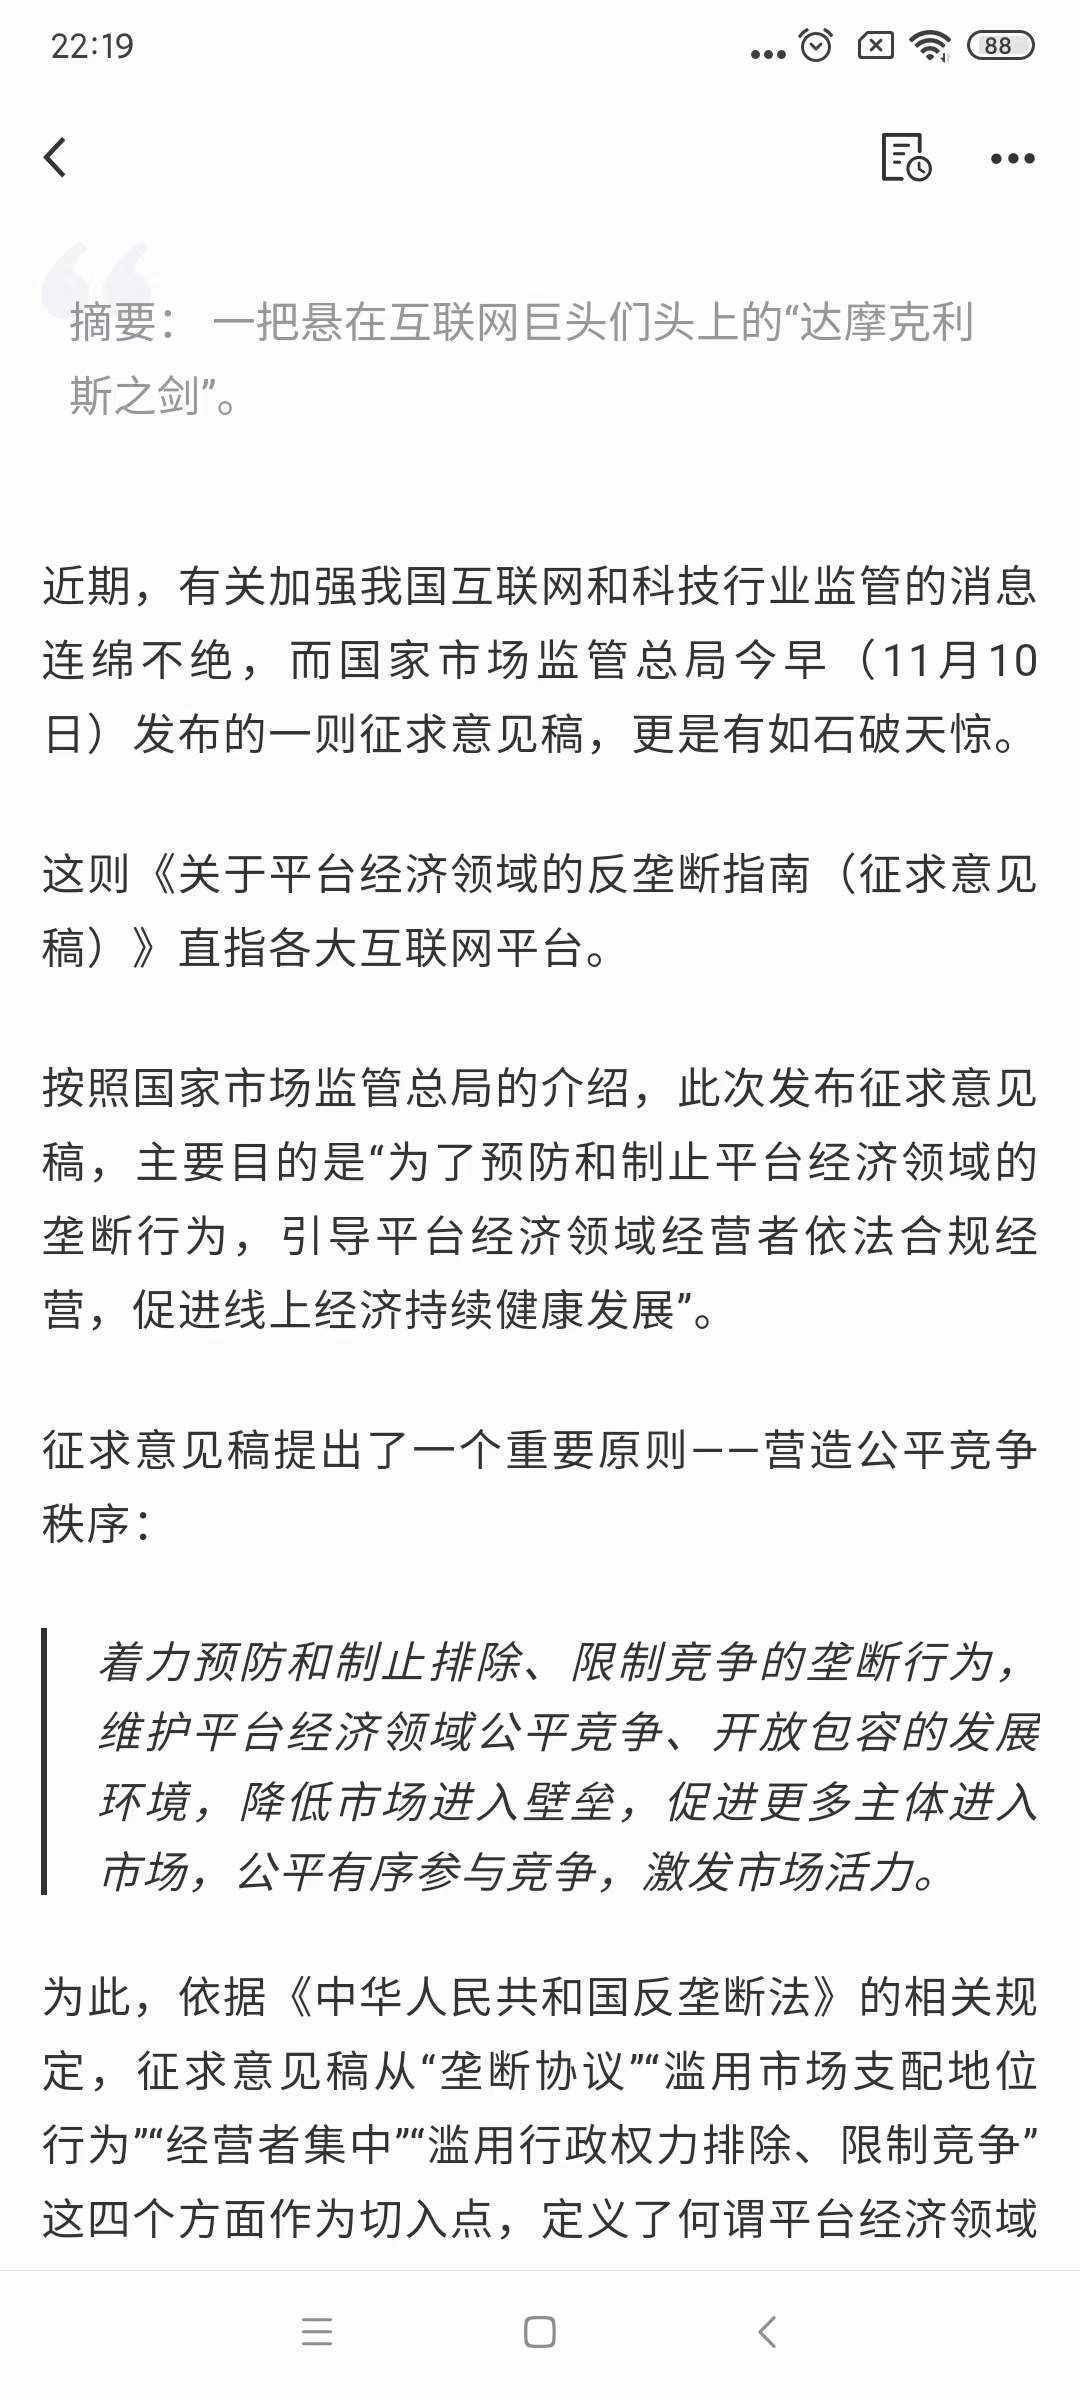 22:19
88
摘要： 一把悬在互联网巨头们头上的“达摩克利
斯之剑”。
近期，有关加强我国互联网和科技行业监管的消息
连绵不绝，而国家市场监管总局今早（11月10
日）发布的一则征求意见稿，更是有如石破天惊。
这则《关于平台经济领域的反垄断指南（征求意见
稿）》直指各大互联网平台。
按照国家市场监管总局的介绍，此次发布征求意见
稿，主要目的是“为了预防和制止平台经济领域的
垄断行为，引导平台经济领域经营者依法合规经
营，促进线上经济持续健康发展”。
征求意见稿提出了一个重要原则——营造公平竞争
秩序：
着力预防和制止排除、限制竞争的垄断行为，
维护平台经济领域公平竞争、开放包容的发展
环境，降低市场进入壁垒，促进更多主体进入
市场，公平有序参与竞争，激发市场活力。
为此，依据《中华人民共和国反垄断法》的相关规
定，征求意见稿从“垄断协议”“滥用市场支配地位
行为”“经营者集中”“滥用行政权力排除、限制竞争”
这四个方面作为切入点，定义了何谓平台经济领域